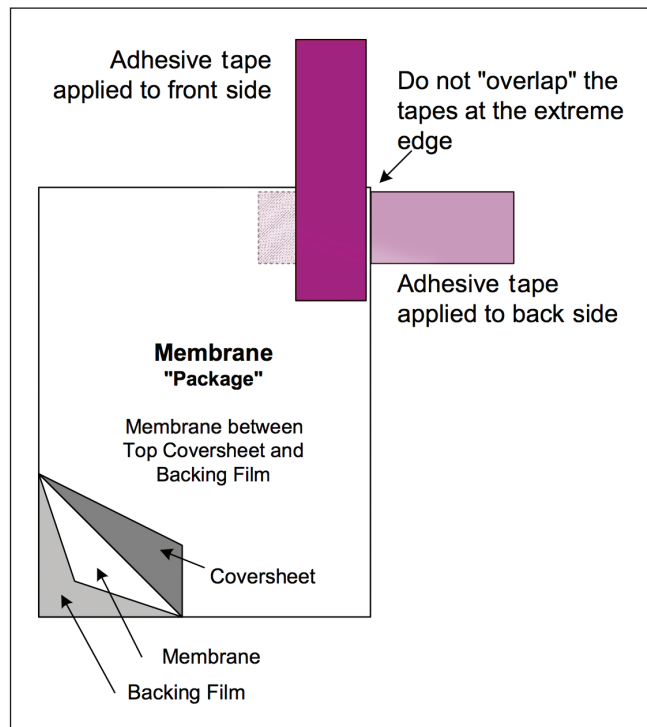 Adhesive tape
applied to front side
Do not "overlap" the
tapes at the extreme
edge
Adhesive tape
applied to back side
Membrane
"Package"
Membrane between
Top Coversheet and
Backing Film
Coversheet
Membrane
Backing Film